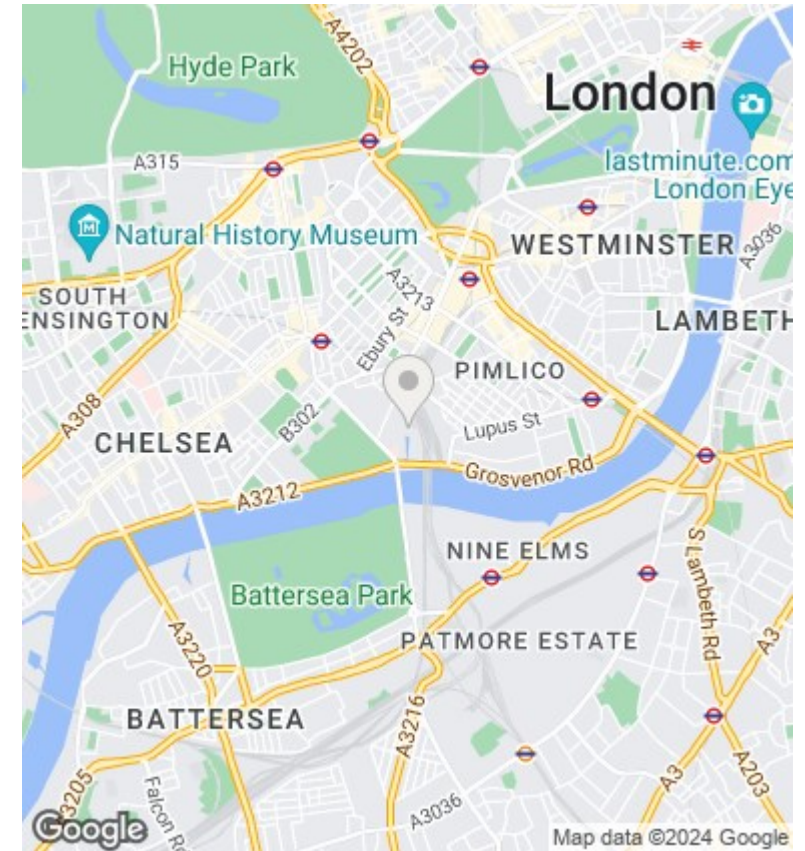 A4202
Hyde Park
London
A315
lastminute.com
London Eye
Natural History Museum
WESTMINSTER
A3036
A3213
SOUTH
ENSINGTON
Ebury St
LAMBETH
PIMLICO
A308
B302
Lupus St
CHELSEA
Grosvenor Rd
A3212
NINE ELMS
S Lambeth Rd
Battersea Park
A3220
PATMORE ESTATE
A3
A3216
BATTERSEA
A3205
Falcon R
A3
A203
A3036
Google
Map data ©2024 Google